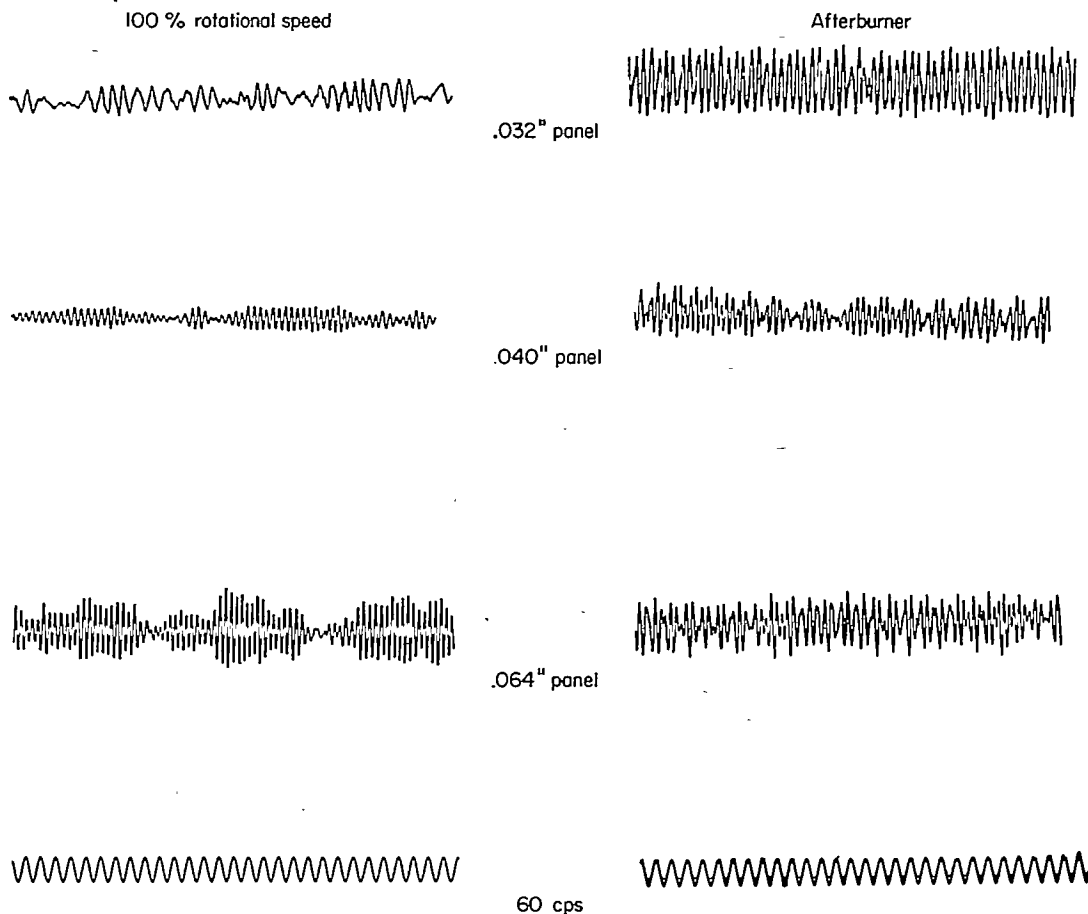 100 % rotational speed
Afterburner
.032" panel
.040" panel
.064" panel
60 cps